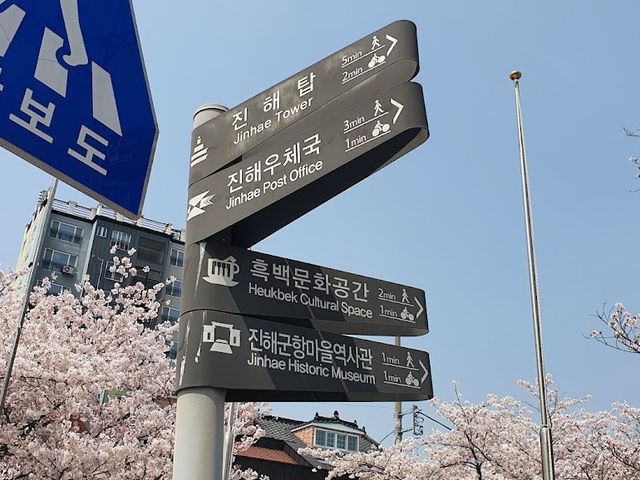 보도
진해탑
Jinhae Tower
5min
2min
진해우체국
Jinhae Post Office
3min
1min
흑백문화공간
Heukbek Cultural Space
2min
1min
진해군항마을역사관
Jinhae Historic Museum
1min
1min